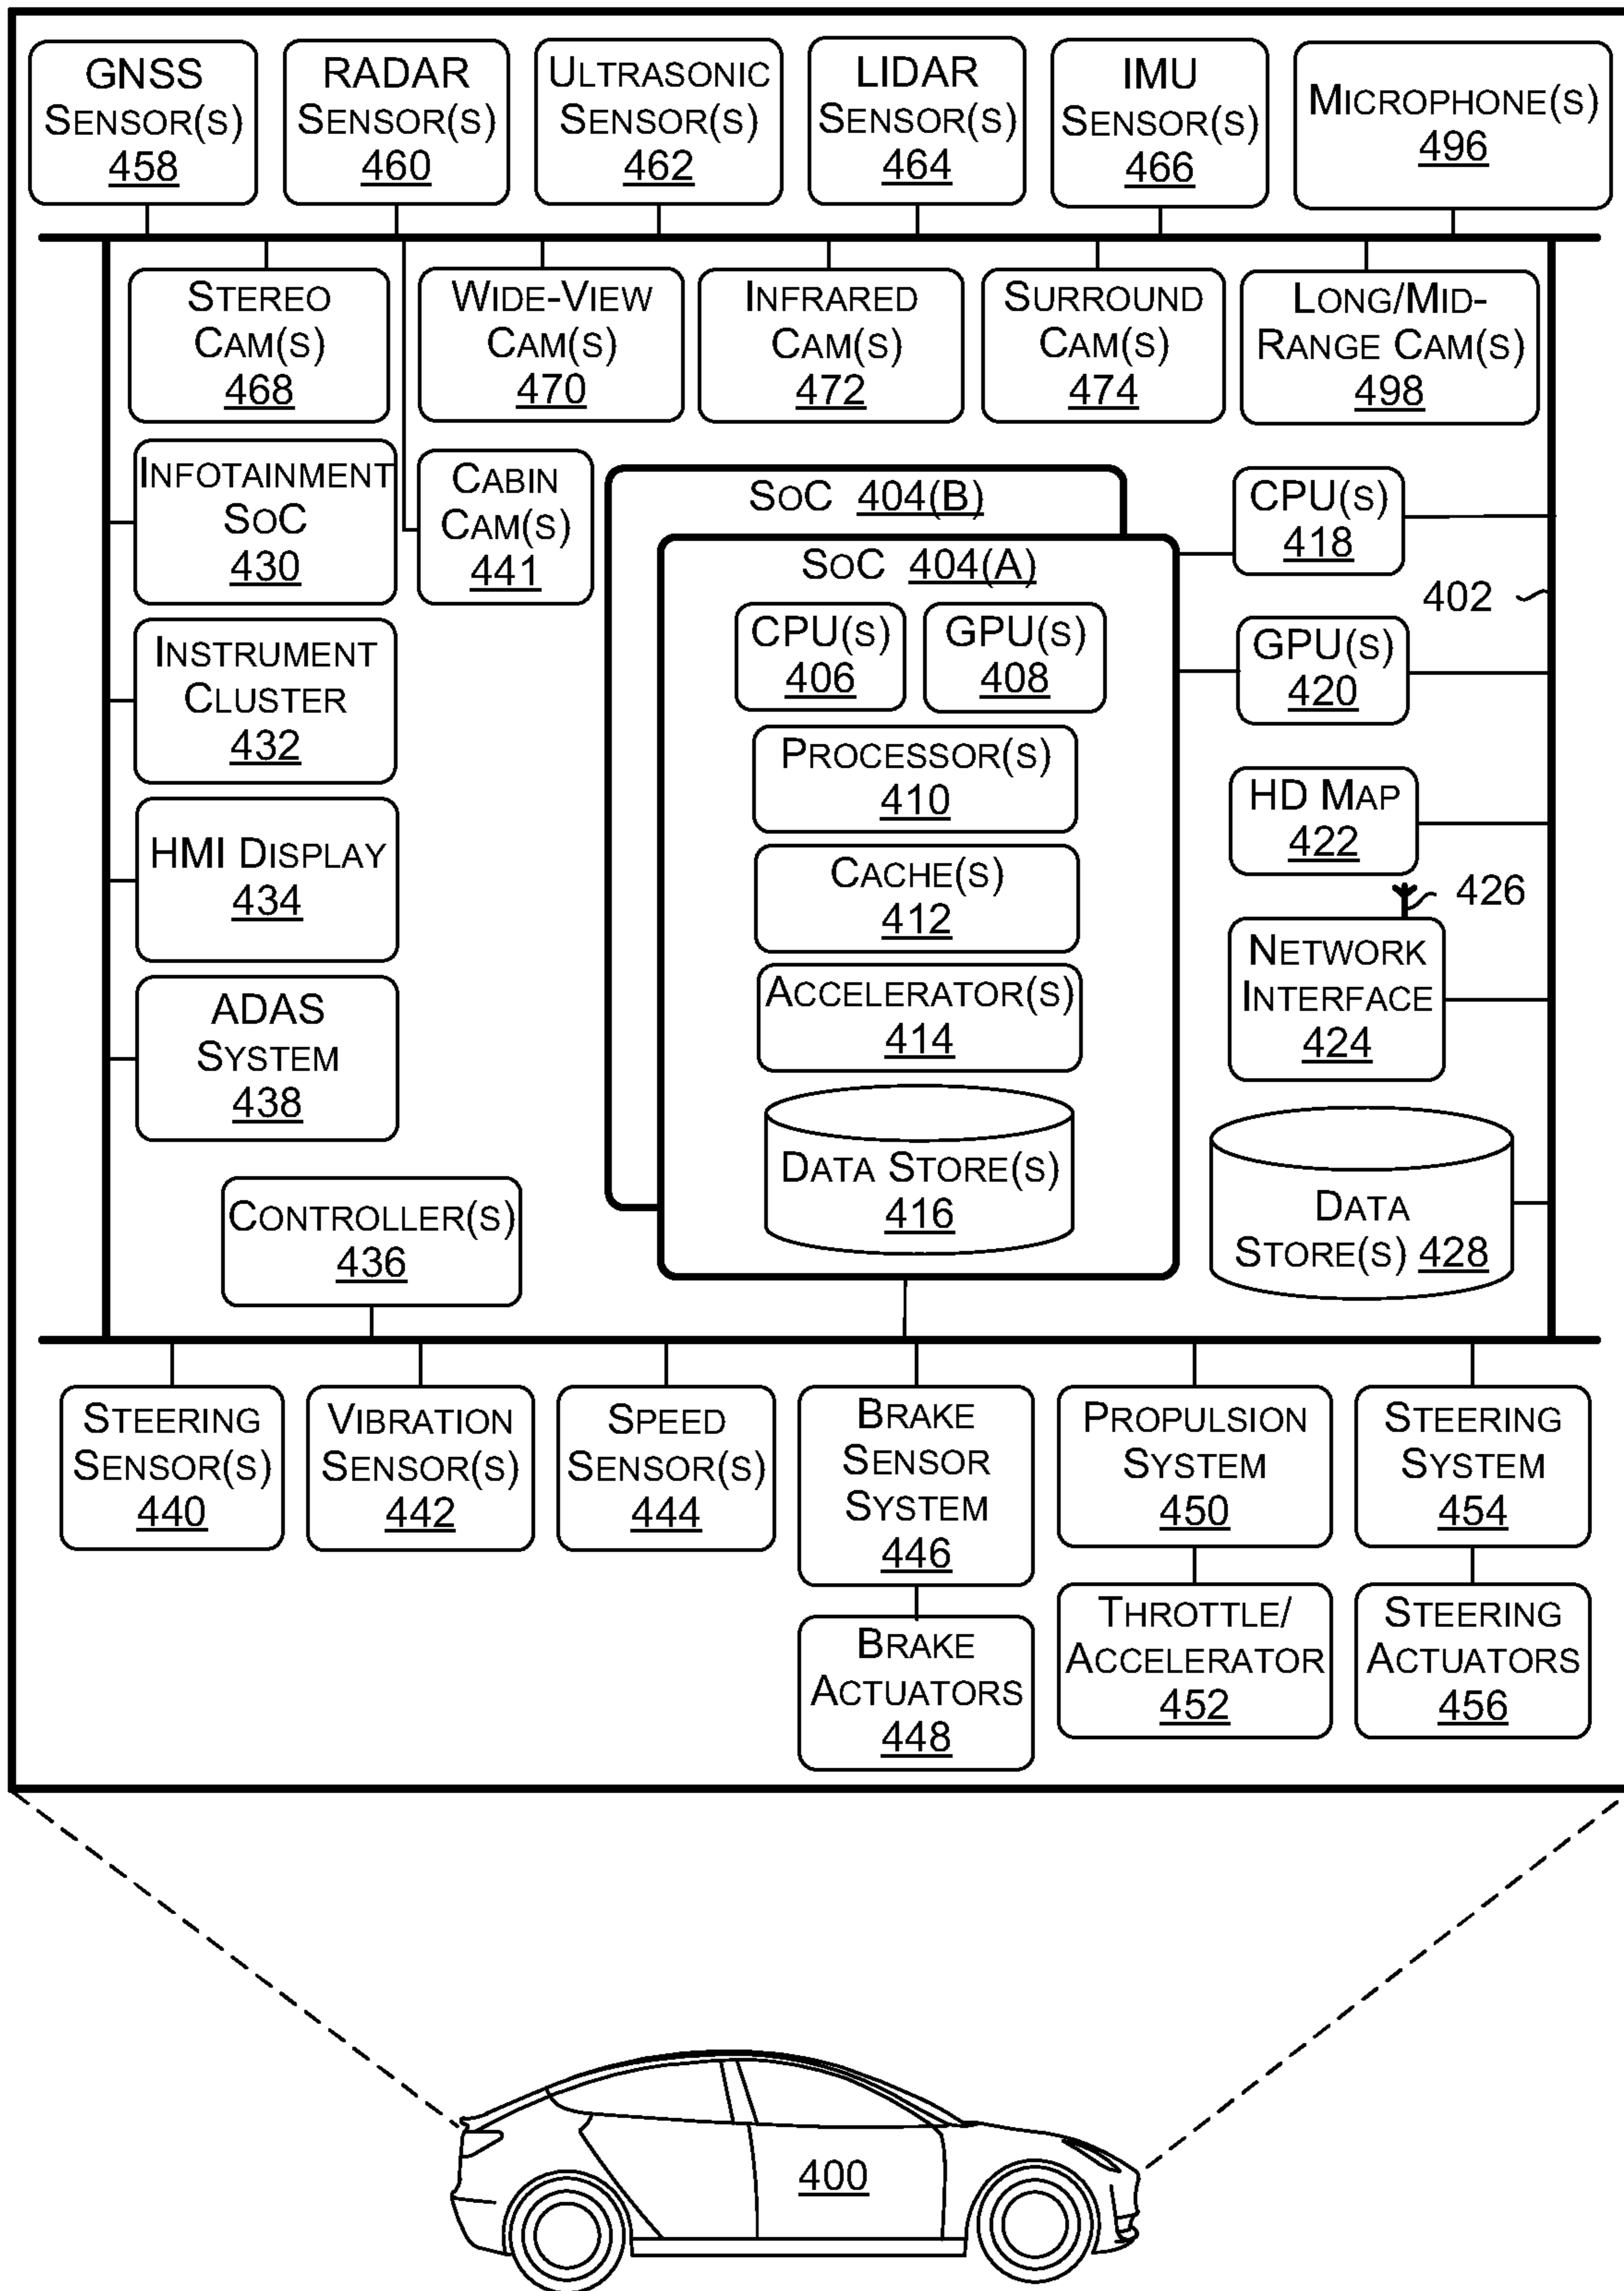 GNSS
SENSOR(S)
458
RADAR
SENSOR(S)
460
ULTRASONIC
SENSOR(S)
462
LIDAR
SENSOR(S)
464
IMU
SENSOR(S)
466
MICROPHONE(S)
496
STEREO
CAM(S)
468
WIDE-VIEW
CAM(S)
470
INFRARED
CAM(S)
472
SURROUND
CAM(S)
474
LONG/MID-
RANGE CAM(S)
498
INFOTAINMENT
SOC
430
CABIN
CAM(S)
441
SOC 404(B)
SOC 404(A)
CPU(S)
406
GPU(S)
408
PROCESSOR(S)
410
CACHE(S)
412
ACCELERATOR(S)
414
DATA STORE(S)
416
CPU(S)
418
402
GPU(S)
420
HD MAP
422
426
NETWORK
INTERFACE
424
DATA
STORE(S) 428
INSTRUMENT
CLUSTER
432
HMI DISPLAY
434
ADAS
SYSTEM
438
CONTROLLER(S)
436
STEERING
SENSOR(S)
440
VIBRATION
SENSOR(S)
442
SPEED
SENSOR(S)
444
BRAKE
SENSOR
SYSTEM
446
PROPULSION
SYSTEM
450
STEERING
SYSTEM
454
BRAKE
ACTUATORS
448
THROTTLE/
ACCELERATOR
452
STEERING
ACTUATORS
456
400